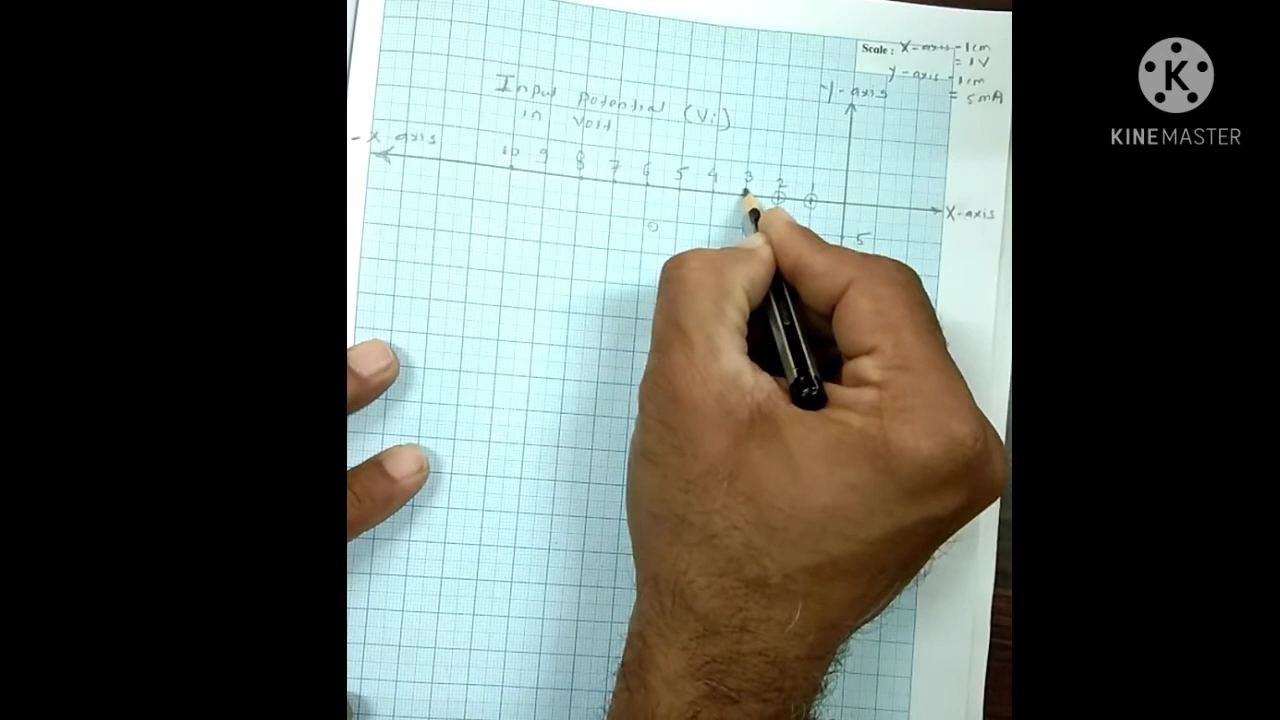 Scale : X-axis - 1cm
= 1V
Y-axis - 1cm
= 5mA
K
KINEMASTER
Input Potential (Vi)
in Volt
Y-axis
- X axis
10 9 8 7 6 5 4 3 2 1
X-axis
5